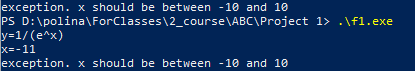 exception. x should be between -10 and 10
PS D:\polina\ForClasses\2_course\ABC\Project 1> .\f1.exe
y=1/(e^x)
x=-11
exception. x should be between -10 and 10